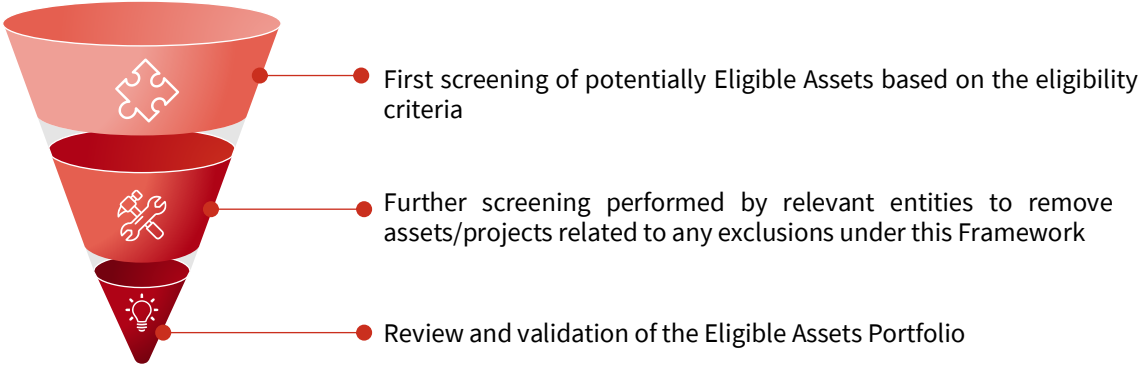 First screening of potentially Eligible Assets based on the eligibility
criteria
Further screening performed by relevant entities to remove
assets/projects related to any exclusions under this Framework
Review and validation of the Eligible Assets Portfolio